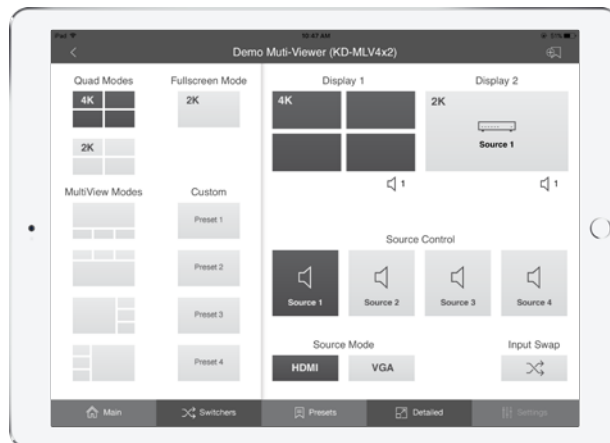 iPad
10:47 AM
51%
Demo Muti-Viewer (KD-MLV4x2)
Quad Modes
4K
2K
Fullscreen Mode
2K
MultiView Modes
Custom
Preset 1
Preset 2
Preset 3
Preset 4
Display 1
4K
1
Display 2
2K
Source 1
1
Source Control
Source 1
Source 2
Source 3
Source 4
Source Mode
HDMI
VGA
Input Swap
Main
Switchers
Presets
Detailed
Settings